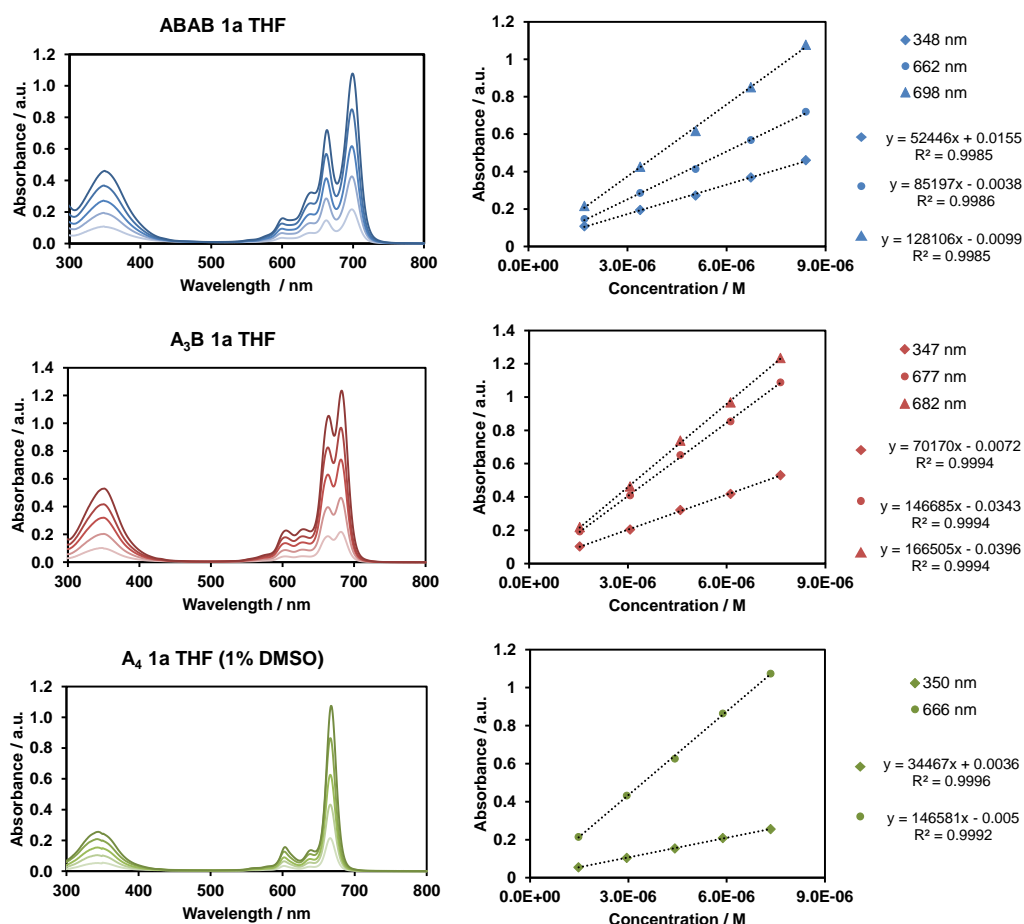 ABAB 1a THF
Absorbance / a.u.
1.2
1.0
0.8
0.6
0.4
0.2
0.0
300 400 500 600 700 800
Wavelength / nm
Absorbance / a.u.
1.2
1
0.8
0.6
0.4
0.2
0
0.0E+00 3.0E-06 6.0E-06 9.0E-06
Concentration / M
348 nm
662 nm
698 nm
y = 52446x + 0.0155
R² = 0.9985
y = 85197x - 0.0038
R² = 0.9986
y = 128106x - 0.0099
R² = 0.9985
A₃B 1a THF
Absorbance / a.u.
1.4
1.2
1.0
0.8
0.6
0.4
0.2
0.0
300 400 500 600 700 800
Wavelength / nm
Absorbance / a.u.
1.4
1.2
1
0.8
0.6
0.4
0.2
0
0.0E+00 3.0E-06 6.0E-06 9.0E-06
Concentration / M
347 nm
677 nm
682 nm
y = 70170x - 0.0072
R² = 0.9994
y = 146685x - 0.0343
R² = 0.9994
y = 166505x - 0.0396
R² = 0.9994
A₄ 1a THF (1% DMSO)
Absorbance / a.u.
1.2
1.0
0.8
0.6
0.4
0.2
0.0
300 400 500 600 700 800
Wavelength / nm
Absorbance / a.u.
1.2
1
0.8
0.6
0.4
0.2
0
0.0E+00 3.0E-06 6.0E-06 9.0E-06
Concentration / M
350 nm
666 nm
y = 34467x + 0.0036
R² = 0.9996
y = 146581x - 0.005
R² = 0.9992